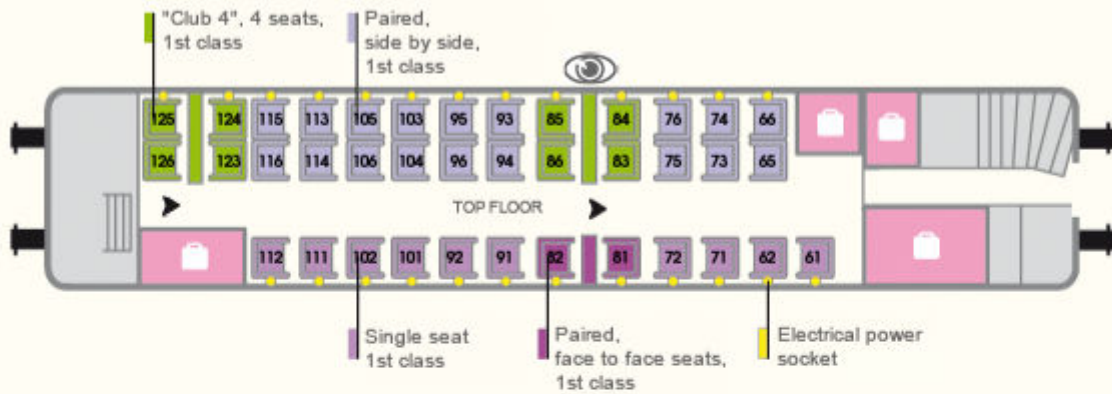 "Club 4", 4 seats,
1st class
Paired,
side by side,
1st class
125 124 115 113 105 103 95 93 85 84 76 74 66
126 123 116 114 106 104 96 94 86 83 75 73 65
TOP FLOOR
112 111 102 101 92 91 82 81 72 71 62 61
Single seat
1st class
Paired,
face to face seats,
1st class
Electrical power
socket